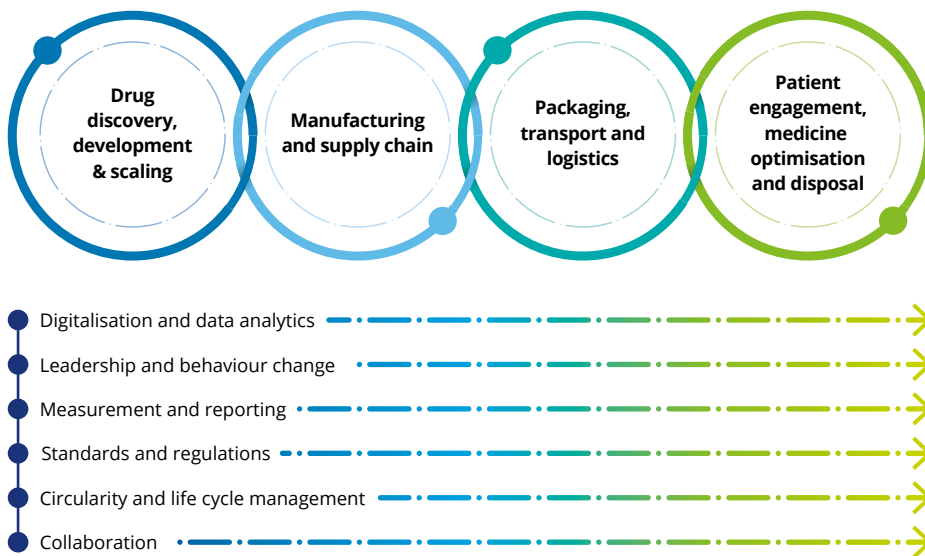 Drug
discovery,
development
& scaling
Manufacturing
and supply chain
Packaging,
transport and
logistics
Patient
engagement,
medicine
optimisation
and disposal
Digitalisation and data analytics
Leadership and behaviour change
Measurement and reporting
Standards and regulations
Circularity and life cycle management
Collaboration